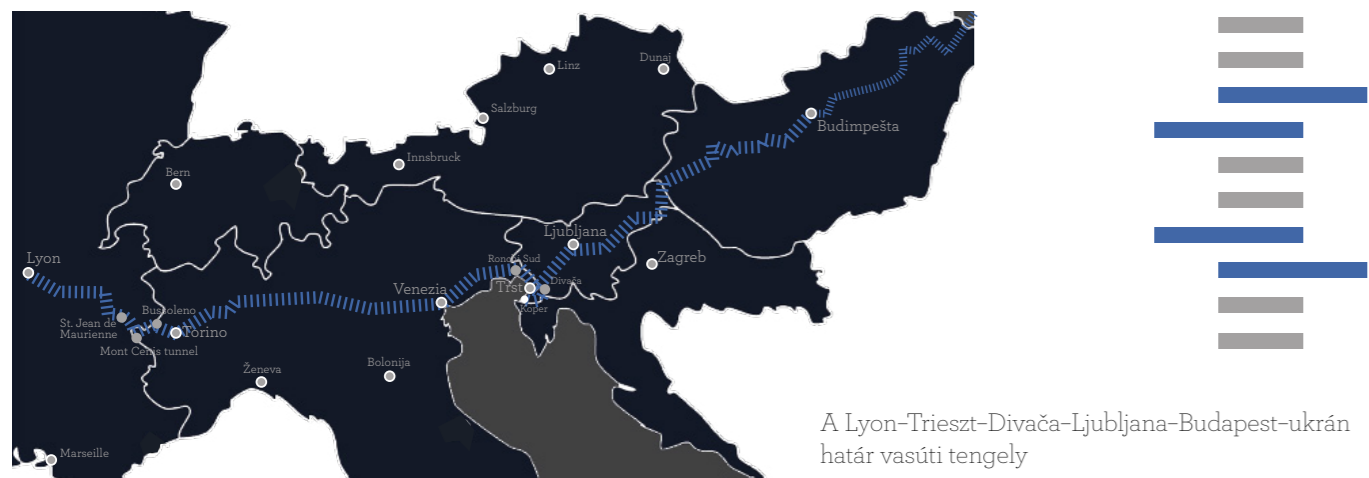 Linz
Dunaj
Salzburg
Budimpešta
Innsbruck
Bern
Ljubljana
Lyon
Ronchi Sud
Zagreb
Trst
Divača
Venezia
Koper
Bussoleno
St. Jean de
Maurienne
Torino
Mont Cenis tunnel
Ženeva
Bolonija
Marseille
A Lyon–Trieszt–Divača–Ljubljana–Budapest–ukrán
határ vasúti tengely